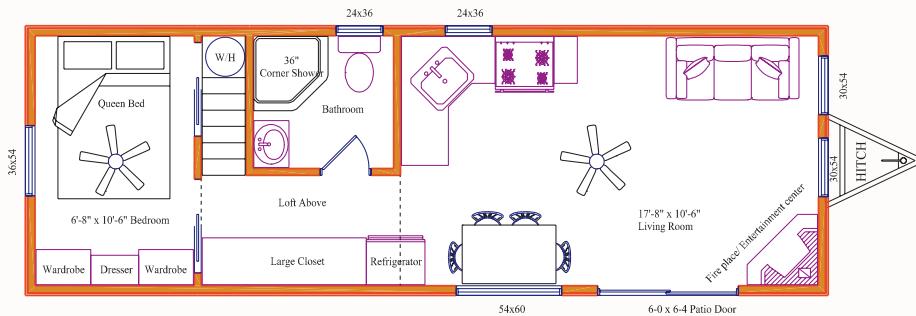 24x36
24x36
W/H
36"
Corner Shower
Queen Bed
Bathroom
30x54
36x54
HITCH
30x54
Loft Above
6'-8" x 10'-6" Bedroom
17'-8" x 10'-6"
Living Room
Fire place/ Entertainment center
Wardrobe
Dresser
Wardrobe
Large Closet
Refrigerator
54x60
6-0 x 6-4 Patio Door